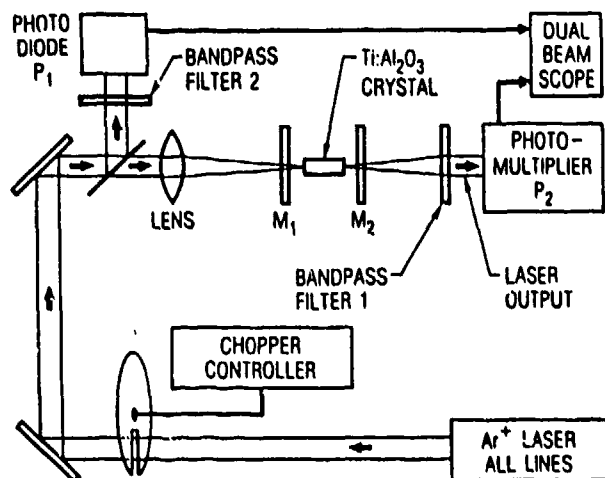 PHOTO
DIODE
P₁
BANDPASS
FILTER 2
Ti:Al₂O₃
CRYSTAL
DUAL
BEAM
SCOPE
PHOTO-
MULTIPLIER
P₂
LENS
M₁
M₂
BANDPASS
FILTER 1
LASER
OUTPUT
CHOPPER
CONTROLLER
Ar⁺ LASER
ALL LINES